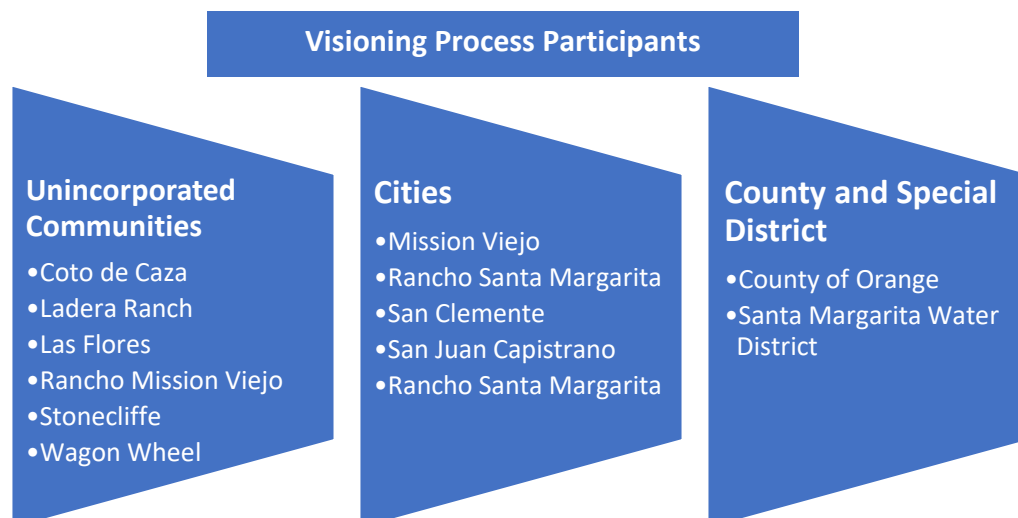 Visioning Process Participants
Unincorporated
Communities
•Coto de Caza
•Ladera Ranch
•Las Flores
•Rancho Mission Viejo
•Stonecliffe
•Wagon Wheel
Cities
•Mission Viejo
•Rancho Santa Margarita
•San Clemente
•San Juan Capistrano
•Rancho Santa Margarita
County and Special
District
•County of Orange
•Santa Margarita Water
District